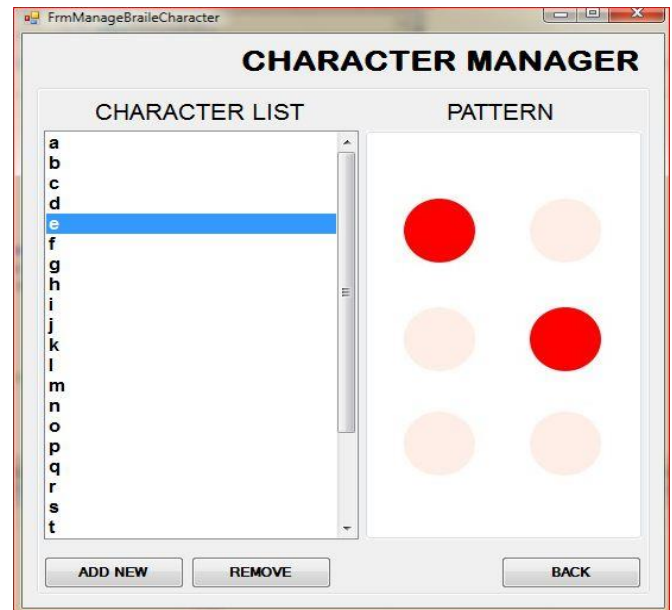 FrmManageBraileCharacter
CHARACTER MANAGER
CHARACTER LIST
PATTERN
a
b
c
d
e
f
g
h
i
j
k
l
m
n
o
p
q
r
s
t
ADD NEW
REMOVE
BACK